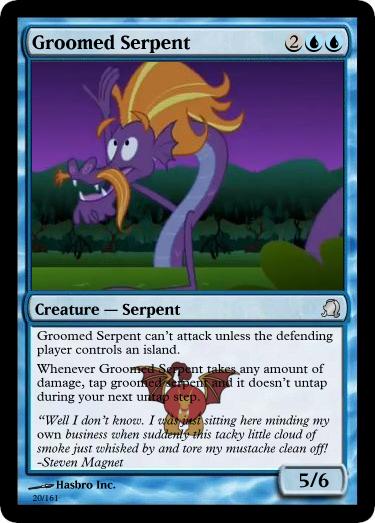 Groomed Serpent 2
Creature — Serpent
Groomed Serpent can't attack unless the defending
player controls an island.
Whenever Groomed Serpent takes any amount of
damage, tap groomed serpent and it doesn't untap
during your next untap step.
"Well I don't know. I was just sitting here minding my
own business when suddenly this tacky little cloud of
smoke just whisked by and tore my mustache clean off!
-Steven Magnet
5/6
Hasbro Inc.
20/161